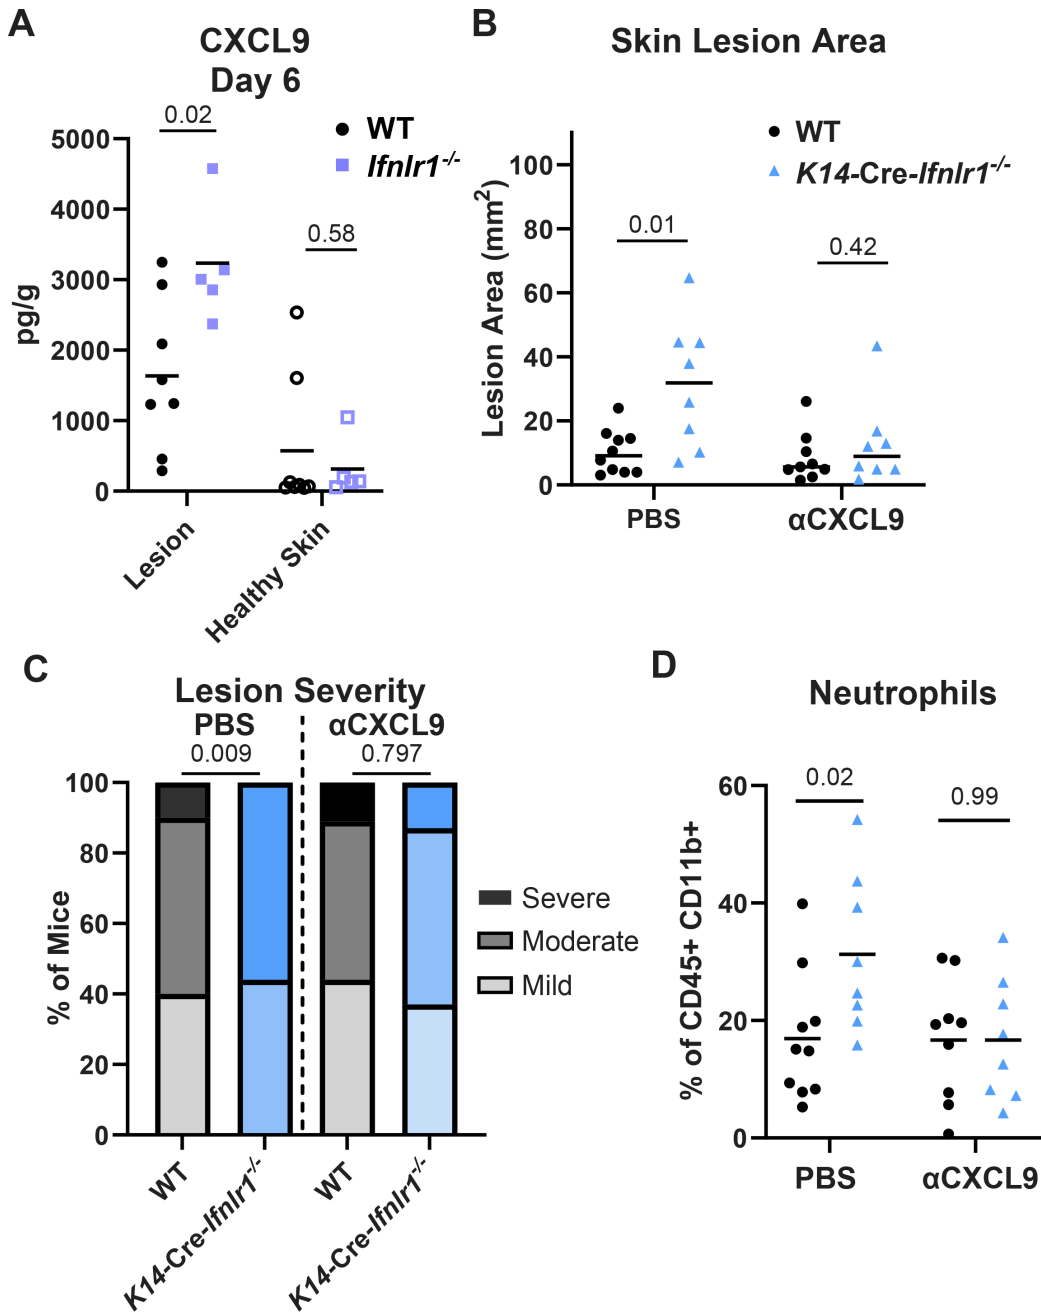 A
CXCL9
Day 6
0.02
WT
Ifnlr1-/-
0.58
5000
4000
3000
2000
1000
0
pg/g
Lesion
Healthy Skin
B
Skin Lesion Area
WT
K14-Cre-Ifnlr1-/-
0.01
0.42
100
80
60
40
20
0
Lesion Area (mm2)
PBS
αCXCL9
C
Lesion Severity
PBS
αCXCL9
0.009
0.797
100
80
60
40
20
0
% of Mice
Severe
Moderate
Mild
WT
K14-Cre-Ifnlr1-/-
WT
K14-Cre-Ifnlr1-/-
D
Neutrophils
0.02
0.99
60
40
20
0
% of CD45+ CD11b+
PBS
αCXCL9